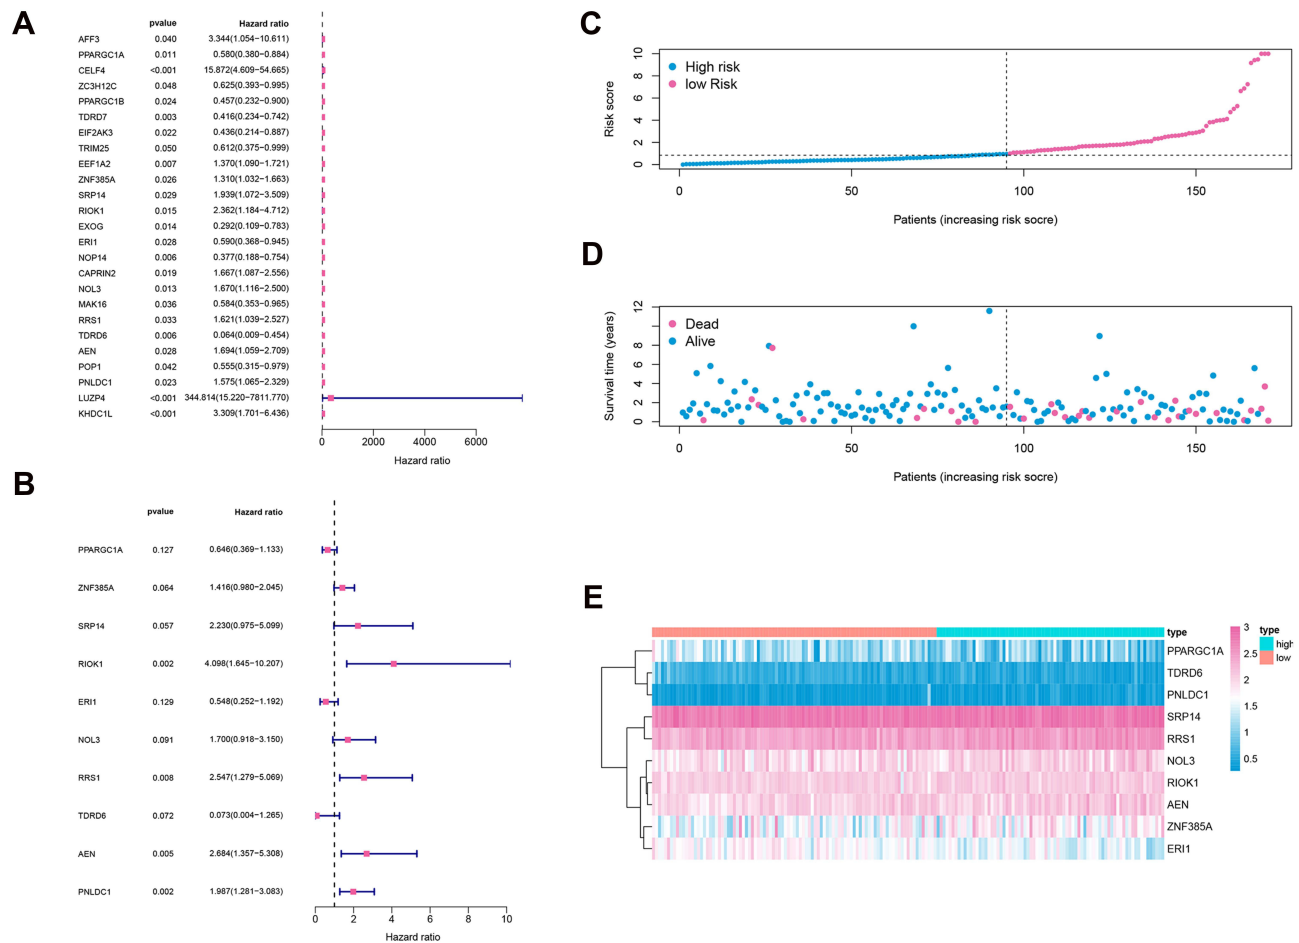 A
pvalue Hazard ratio
AFF3 0.040 3.344(1.054−10.611)
PPARGC1A 0.011 0.580(0.380−0.884)
CELF4 <0.001 15.872(4.609−54.665)
ZC3H12C 0.048 0.625(0.393−0.995)
PPARGC1B 0.024 0.457(0.232−0.900)
TDRD7 0.003 0.416(0.234−0.742)
EIF2AK3 0.022 0.436(0.214−0.887)
TRIM25 0.050 0.612(0.375−0.999)
EEF1A2 0.007 1.370(1.090−1.721)
ZNF385A 0.026 1.310(1.032−1.663)
SRP14 0.029 1.939(1.072−3.509)
RIOK1 0.015 2.362(1.184−4.712)
EXOG 0.014 0.292(0.109−0.783)
ERI1 0.028 0.590(0.368−0.945)
NOP14 0.006 0.377(0.188−0.754)
CAPRIN2 0.019 1.667(1.087−2.556)
NOL3 0.013 1.670(1.116−2.500)
MAK16 0.036 0.584(0.353−0.965)
RRS1 0.033 1.621(1.039−2.527)
TDRD6 0.006 0.064(0.009−0.454)
AEN 0.028 1.694(1.059−2.709)
POP1 0.042 0.555(0.315−0.979)
PNLDC1 0.023 1.575(1.065−2.329)
LUZP4 <0.001 344.814(15.220−7811.770)
KHDC1L <0.001 3.309(1.701−6.436)
0 2000 4000 6000
Hazard ratio
B
pvalue Hazard ratio
PPARGC1A 0.127 0.646(0.369−1.133)
ZNF385A 0.064 1.416(0.980−2.045)
SRP14 0.057 2.230(0.975−5.099)
RIOK1 0.002 4.098(1.645−10.207)
ERI1 0.129 0.548(0.252−1.192)
NOL3 0.091 1.700(0.918−3.150)
RRS1 0.008 2.547(1.279−5.069)
TDRD6 0.072 0.073(0.004−1.265)
AEN 0.005 2.684(1.357−5.308)
PNLDC1 0.002 1.987(1.281−3.083)
0 2 4 6 8 10
Hazard ratio
C
Risk score
10
8
6
4
2
0
High risk
low Risk
0 50 100 150
Patients (increasing risk socre)
D
Survival time (years)
12
8
6
4
2
0
Dead
Alive
0 50 100 150
Patients (increasing risk socre)
E
type
PPARGC1A
TDRD6
PNLDC1
SRP14
RRS1
NOL3
RIOK1
AEN
ZNF385A
ERI1
3
2.5
2
1.5
1
0.5
type
high
low